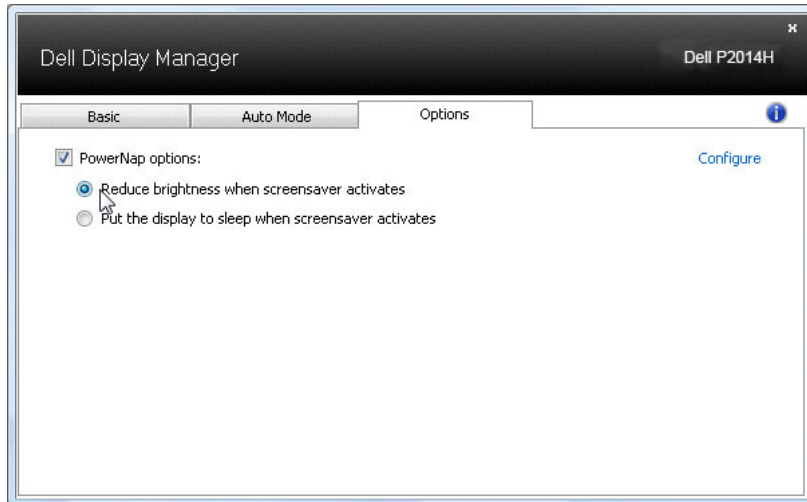 Dell Display Manager
Dell P2014H
Basic
Auto Mode
Options
PowerNap options:
Configure
Reduce brightness when screensaver activates
Put the display to sleep when screensaver activates